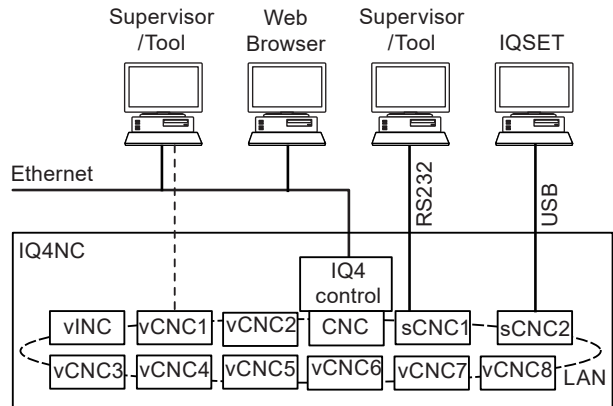 Supervisor
/Tool
Web
Browser
Supervisor
/Tool
IQSET
Ethernet
RS232
USB
IQ4NC
IQ4
control
vINC
vCNC1
vCNC2
CNC
sCNC1
sCNC2
vCNC3
vCNC4
vCNC5
vCNC6
vCNC7
vCNC8
LAN